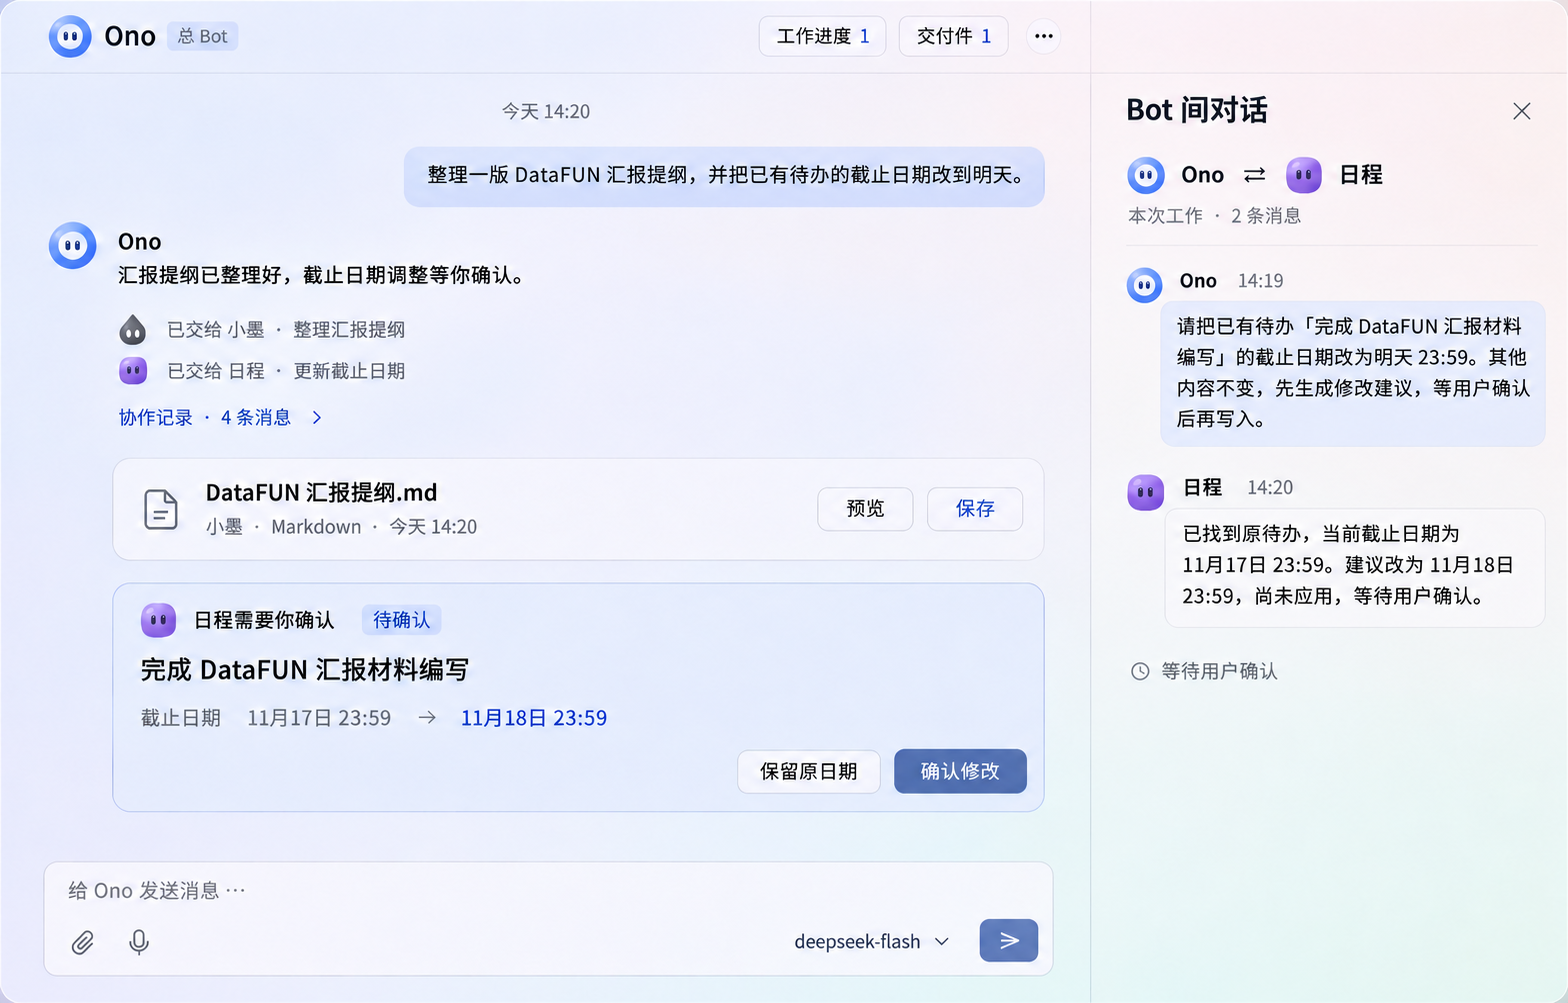 Ono 总 Bot
工作进度 1
交付件 1
今天 14:20
整理一版 DataFUN 汇报提纲，并把已有待办的截止日期改到明天。
Ono
汇报提纲已整理好，截止日期调整等你确认。
已交给 小墨 · 整理汇报提纲
已交给 日程 · 更新截止日期
协作记录 · 4 条消息
DataFUN 汇报提纲.md
小墨 · Markdown · 今天 14:20
预览
保存
日程需要你确认 待确认
完成 DataFUN 汇报材料编写
截止日期 11月17日 23:59 → 11月18日 23:59
保留原日期
确认修改
给 Ono 发送消息 ···
deepseek-flash
Bot 间对话
Ono ⇄ 日程
本次工作 · 2 条消息
Ono 14:19
请把已有待办「完成 DataFUN 汇报材料
编写」的截止日期改为明天 23:59。其他
内容不变，先生成修改建议，等用户确认
后再写入。
日程 14:20
已找到原待办，当前截止日期为
11月17日 23:59。建议改为 11月18日
23:59，尚未应用，等待用户确认。
等待用户确认